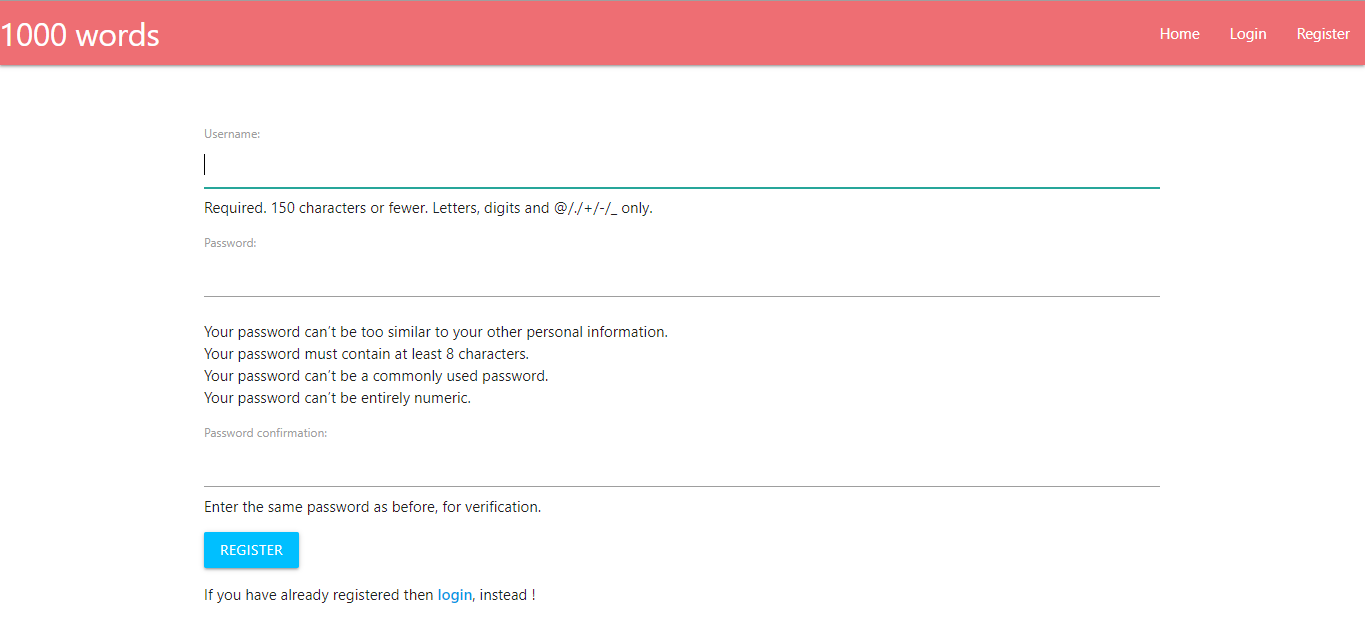 1000 words
Home Login Register
Username:
Required. 150 characters or fewer. Letters, digits and @/./+/-/_ only.
Password:
Your password can't be too similar to your other personal information.
Your password must contain at least 8 characters.
Your password can't be a commonly used password.
Your password can't be entirely numeric.
Password confirmation:
Enter the same password as before, for verification.
REGISTER
If you have already registered then login, instead !